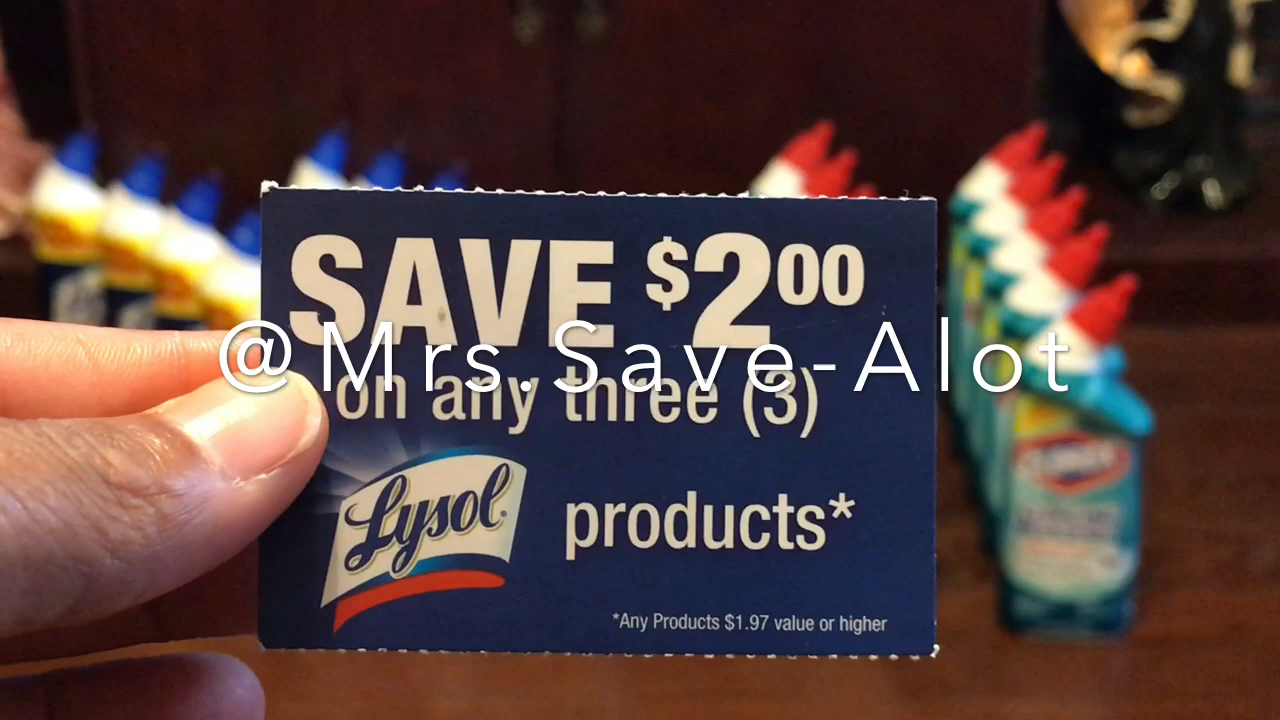 SAVE $2.00
@Mrs.Save-Alot
on any three (3)
Lysol.
products*
*Any Products $1.97 value or higher